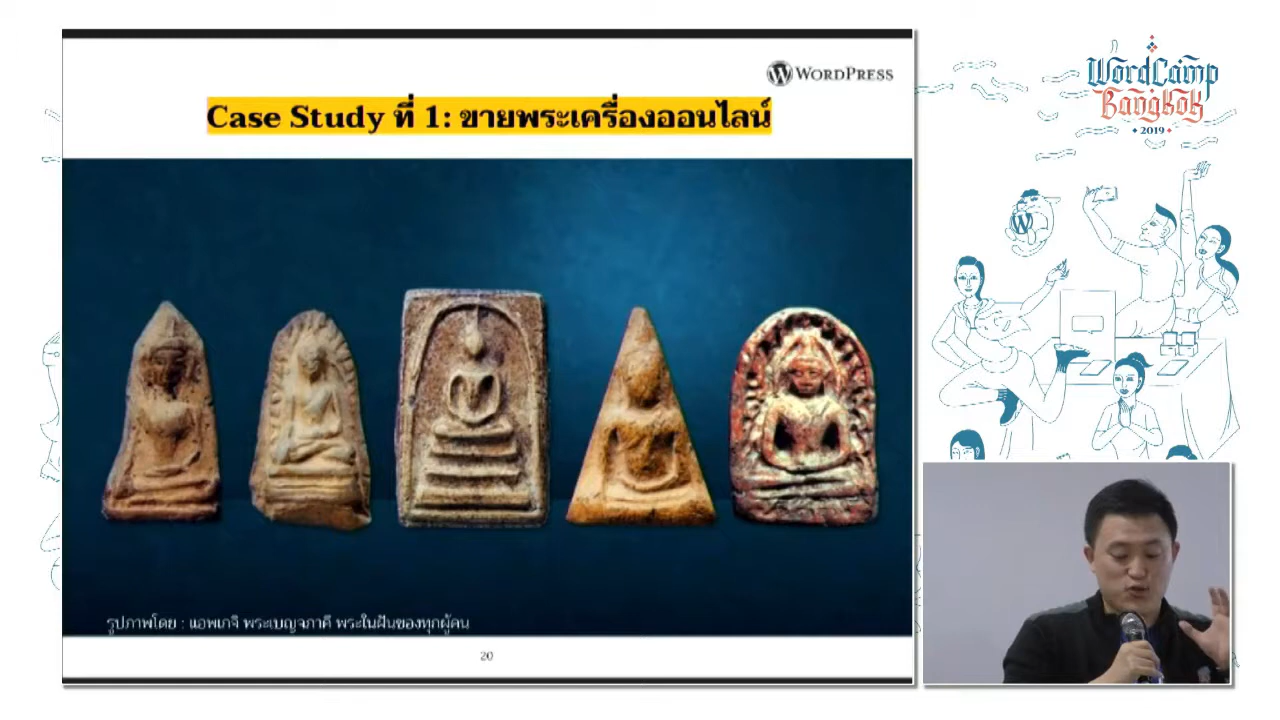 WORDPRESS
Case Study ที่ 1: ขายพระเครื่องออนไลน์
รูปภาพโดย : แอพเกจิ พระเบญจภาคี พระในฝันของทุกผู้คน
20
WordCamp
Bangkok
2019